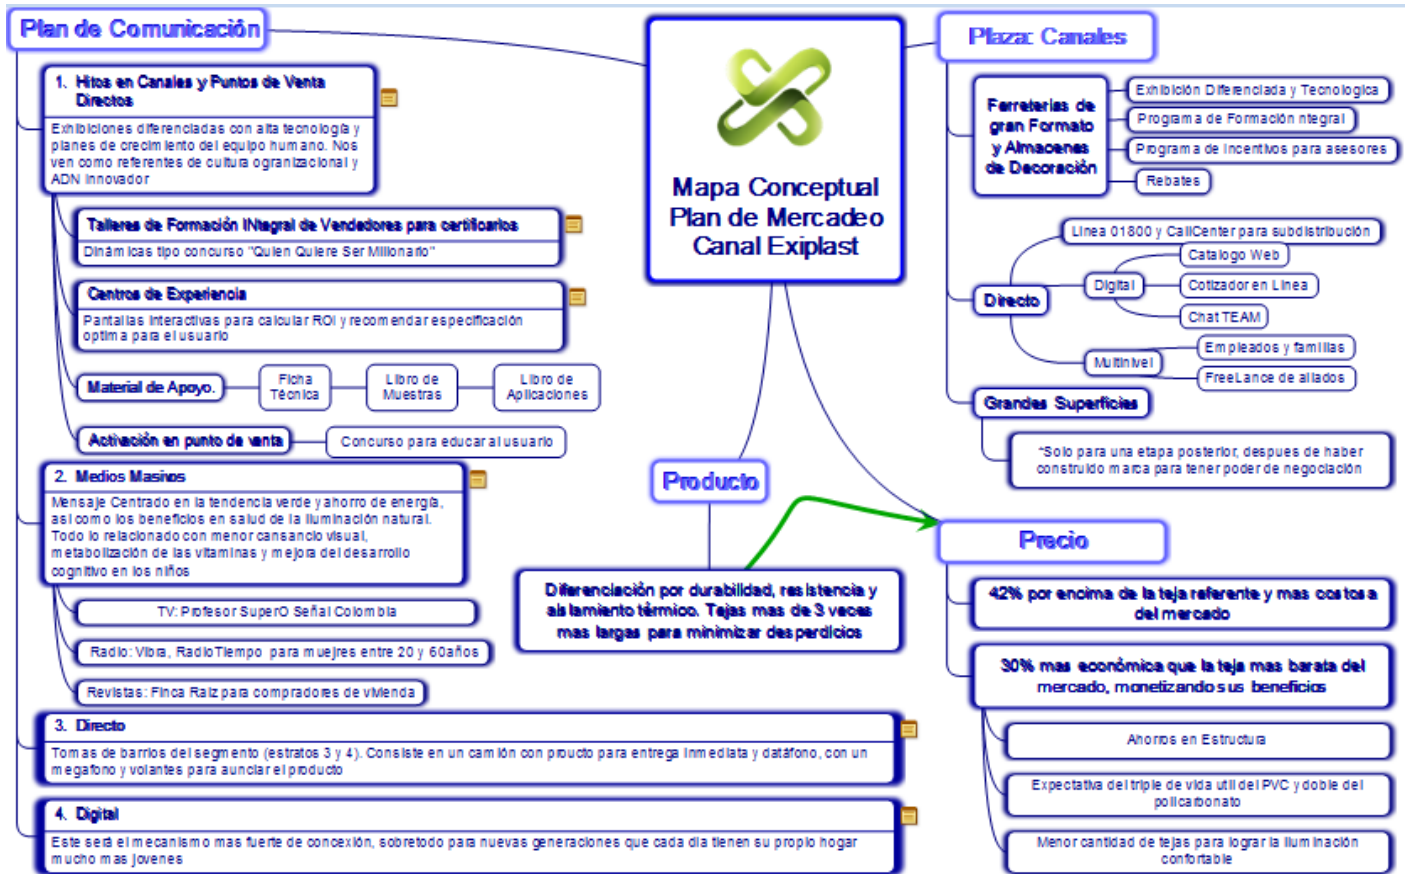 Plan de Comunicación
1. Hitos en Canales y Puntos de Venta
Directos
Exhibiciones diferenciadas con alta tecnología y
planes de crecimiento del equipo humano. Nos
ven como referentes de cultura ogranizacional y
ADN Innovador
Talleres de Formación INtegral de Vendedores para certificarlos
Dinámicas tipo concurso "Quien Quiere Ser Millonario"
Centros de Experiencia
Pantallas Interactivas para calcular ROI y recomendar especificación
optima para el usuario
Material de Apoyo.
Ficha
Técnica
Libro de
Muestras
Libro de
Aplicaciones
Activación en punto de venta
Concurso para educar al usuario
2. Medios Masivos
Mensaje Centrado en la tendencia verde y ahorro de energía,
asi como los beneficios en salud de la iluminación natural.
Todo lo relacionado con menor cansancio visual,
metabolización de las vitaminas y mejora del desarrollo
cognitivo en los niños
TV: Profesor SuperO Señal Colombia
Radio: Vibra, RadioTiempo para muejres entre 20 y 60años
Revistas: Finca Raiz para compradores de vivienda
3. Directo
Tomas de barrios del segmento (estratos 3 y 4). Consiste en un camión con proucto para entrega inmediata y datáfono, con un
megafono y volantes para aunciar el producto
4. Digital
Este será el mecanismo mas fuerte de concexión, sobretodo para nuevas generaciones que cada dia tienen su propio hogar
mucho mas jovenes
Mapa Conceptual
Plan de Mercadeo
Canal Exiplast
Producto
Diferenciación por durabilidad, resistencia y
aislamiento térmico. Tejas mas de 3 veces
mas largas para minimizar desperdicios
Plaza: Canales
Ferreterias de
gran Formato
y Almacenes
de Decoración
Exhibición Diferenciada y Tecnologica
Programa de Formación ntegral
Programa de incentivos para asesores
Rebates
Directo
Linea 01800 y CallCenter para subdistribución
Digital
Catalogo Web
Cotizador en Linea
Chat TEAM
Multinivel
Empleados y familias
FreeLance de aliados
Grandes Superficies
*Solo para una etapa posterior, despues de haber
construido marca para tener poder de negociación
Precio
42% por encima de la teja referente y mas costosa
del mercado
30% mas económica que la teja mas barata del
mercado, monetizando sus beneficios
Ahorros en Estructura
Expectativa del triple de vida util del PVC y doble del
policarbonato
Menor cantidad de tejas para lograr la iluminación
confortable